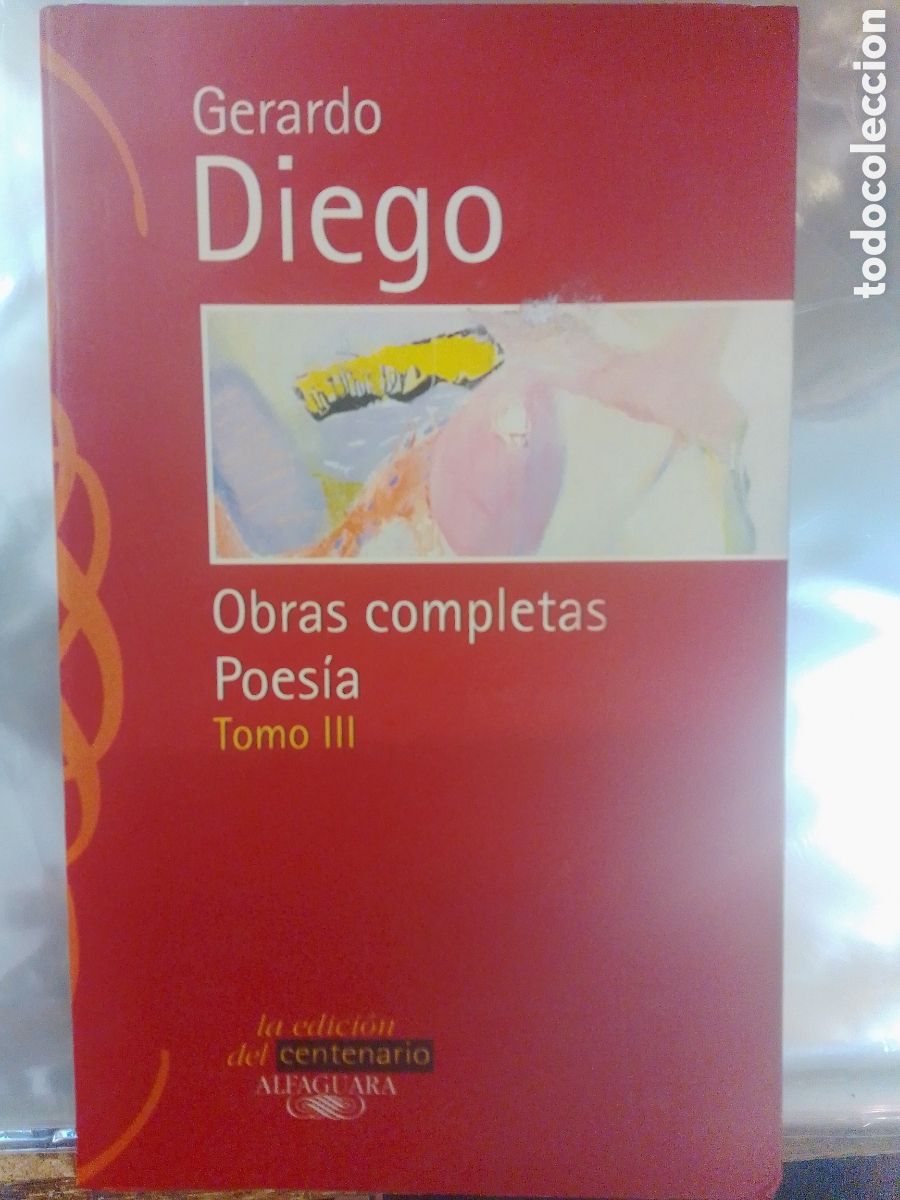 Gerardo
Diego
Obras completas
Poesía
Tomo III
la edición
del centenario
ALFAGUARA
todocoleccion